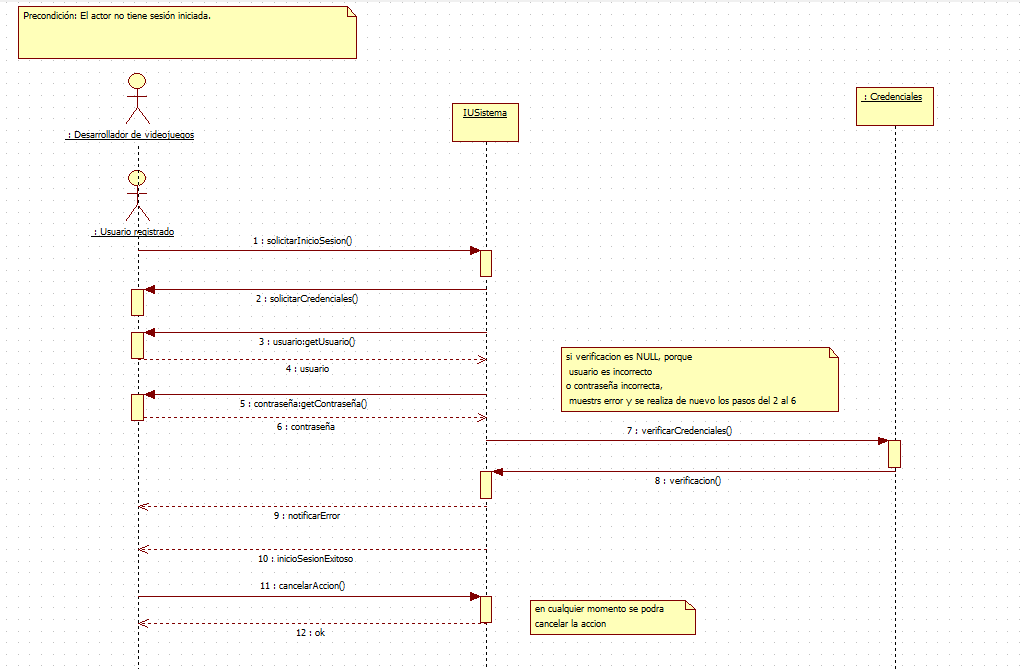 Precondición: El actor no tiene sesión iniciada.
: Desarrollador de videojuegos
IUSistema
: Credenciales
: Usuario registrado
1 : solicitarInicioSesion()
2 : solicitarCredenciales()
3 : usuario:getUsuario()
4 : usuario
si verificacion es NULL, porque
usuario es incorrecto
o contraseña incorrecta,
muestrs error y se realiza de nuevo los pasos del 2 al 6
5 : contraseña:getContraseña()
6 : contraseña
7 : verificarCredenciales()
8 : verificacion()
9 : notificarError
10 : inicioSesionExitoso
11 : cancelarAccion()
en cualquier momento se podra
cancelar la accion
12 : ok